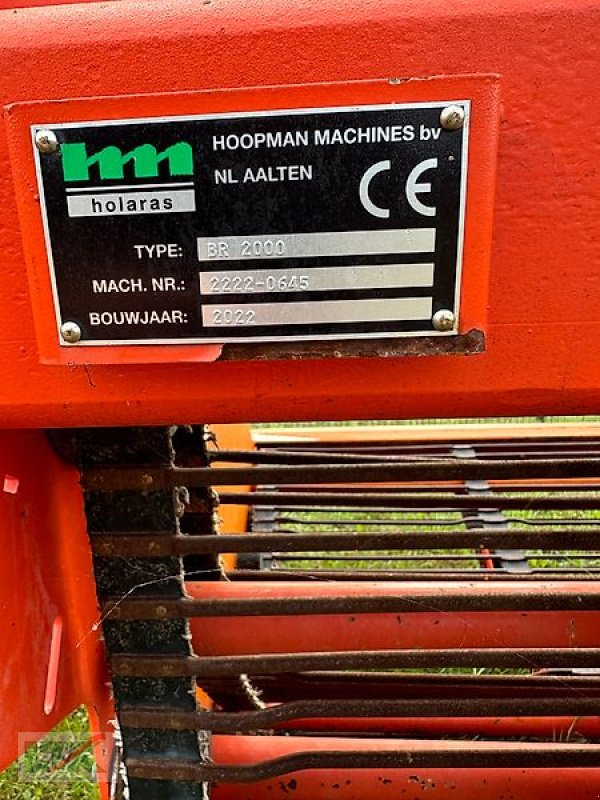 HOOPMAN MACHINES bv
NL AALTEN
hm
holaras
CE
TYPE: BR 2000
MACH. NR.: 2222-0645
BOUWJAAR: 2022